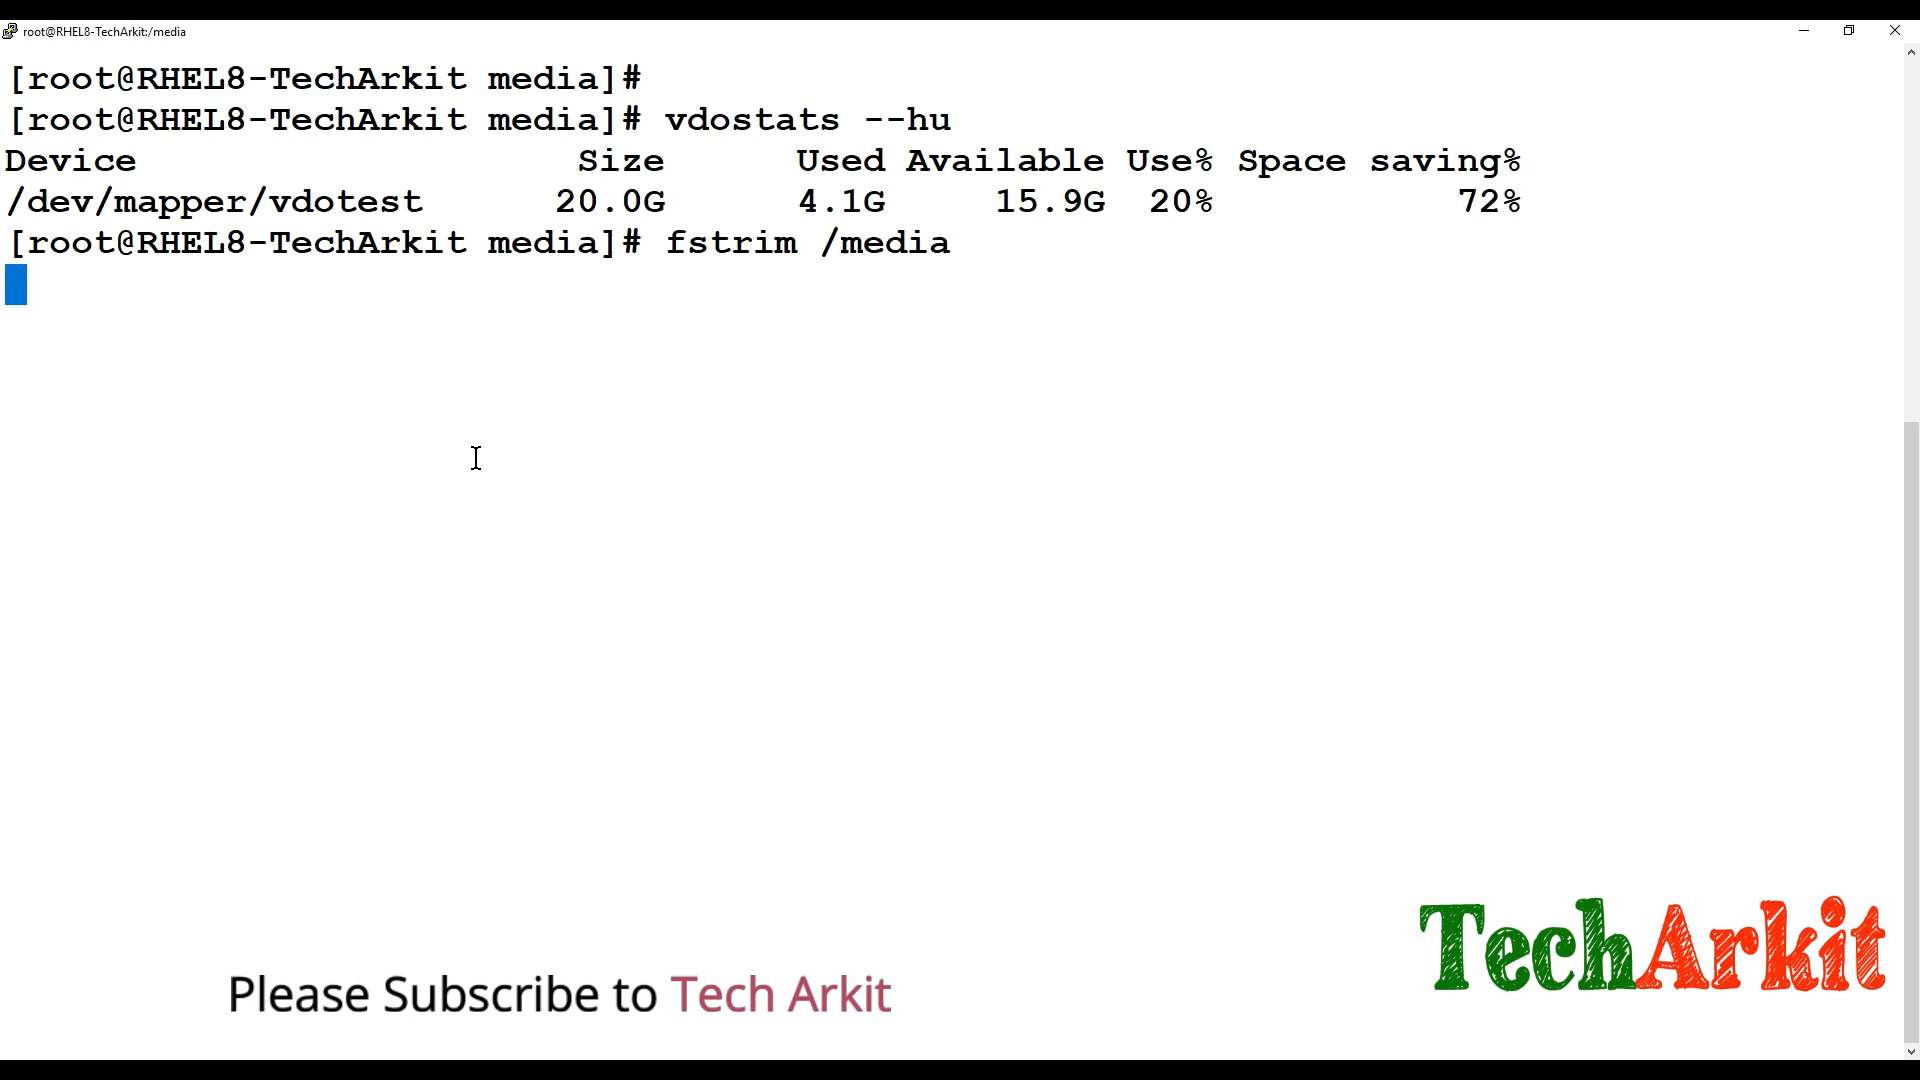 root@RHEL8-TechArkit:/media
[root@RHEL8-TechArkit media]#
[root@RHEL8-TechArkit media]# vdostats --hu
Device                    Size      Used Available Use% Space saving%
/dev/mapper/vdotest      20.0G      4.1G     15.9G  20%           72%
[root@RHEL8-TechArkit media]# fstrim /media
TechArkit
Please Subscribe to Tech Arkit